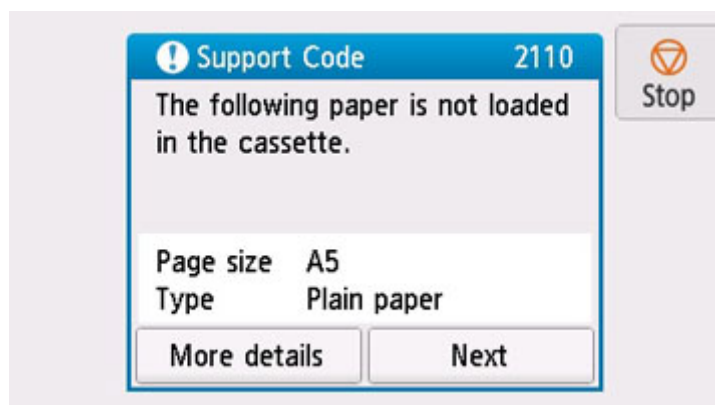 Support Code 2110
Stop
The following paper is not loaded
in the cassette.
Page size A5
Type Plain paper
More details Next